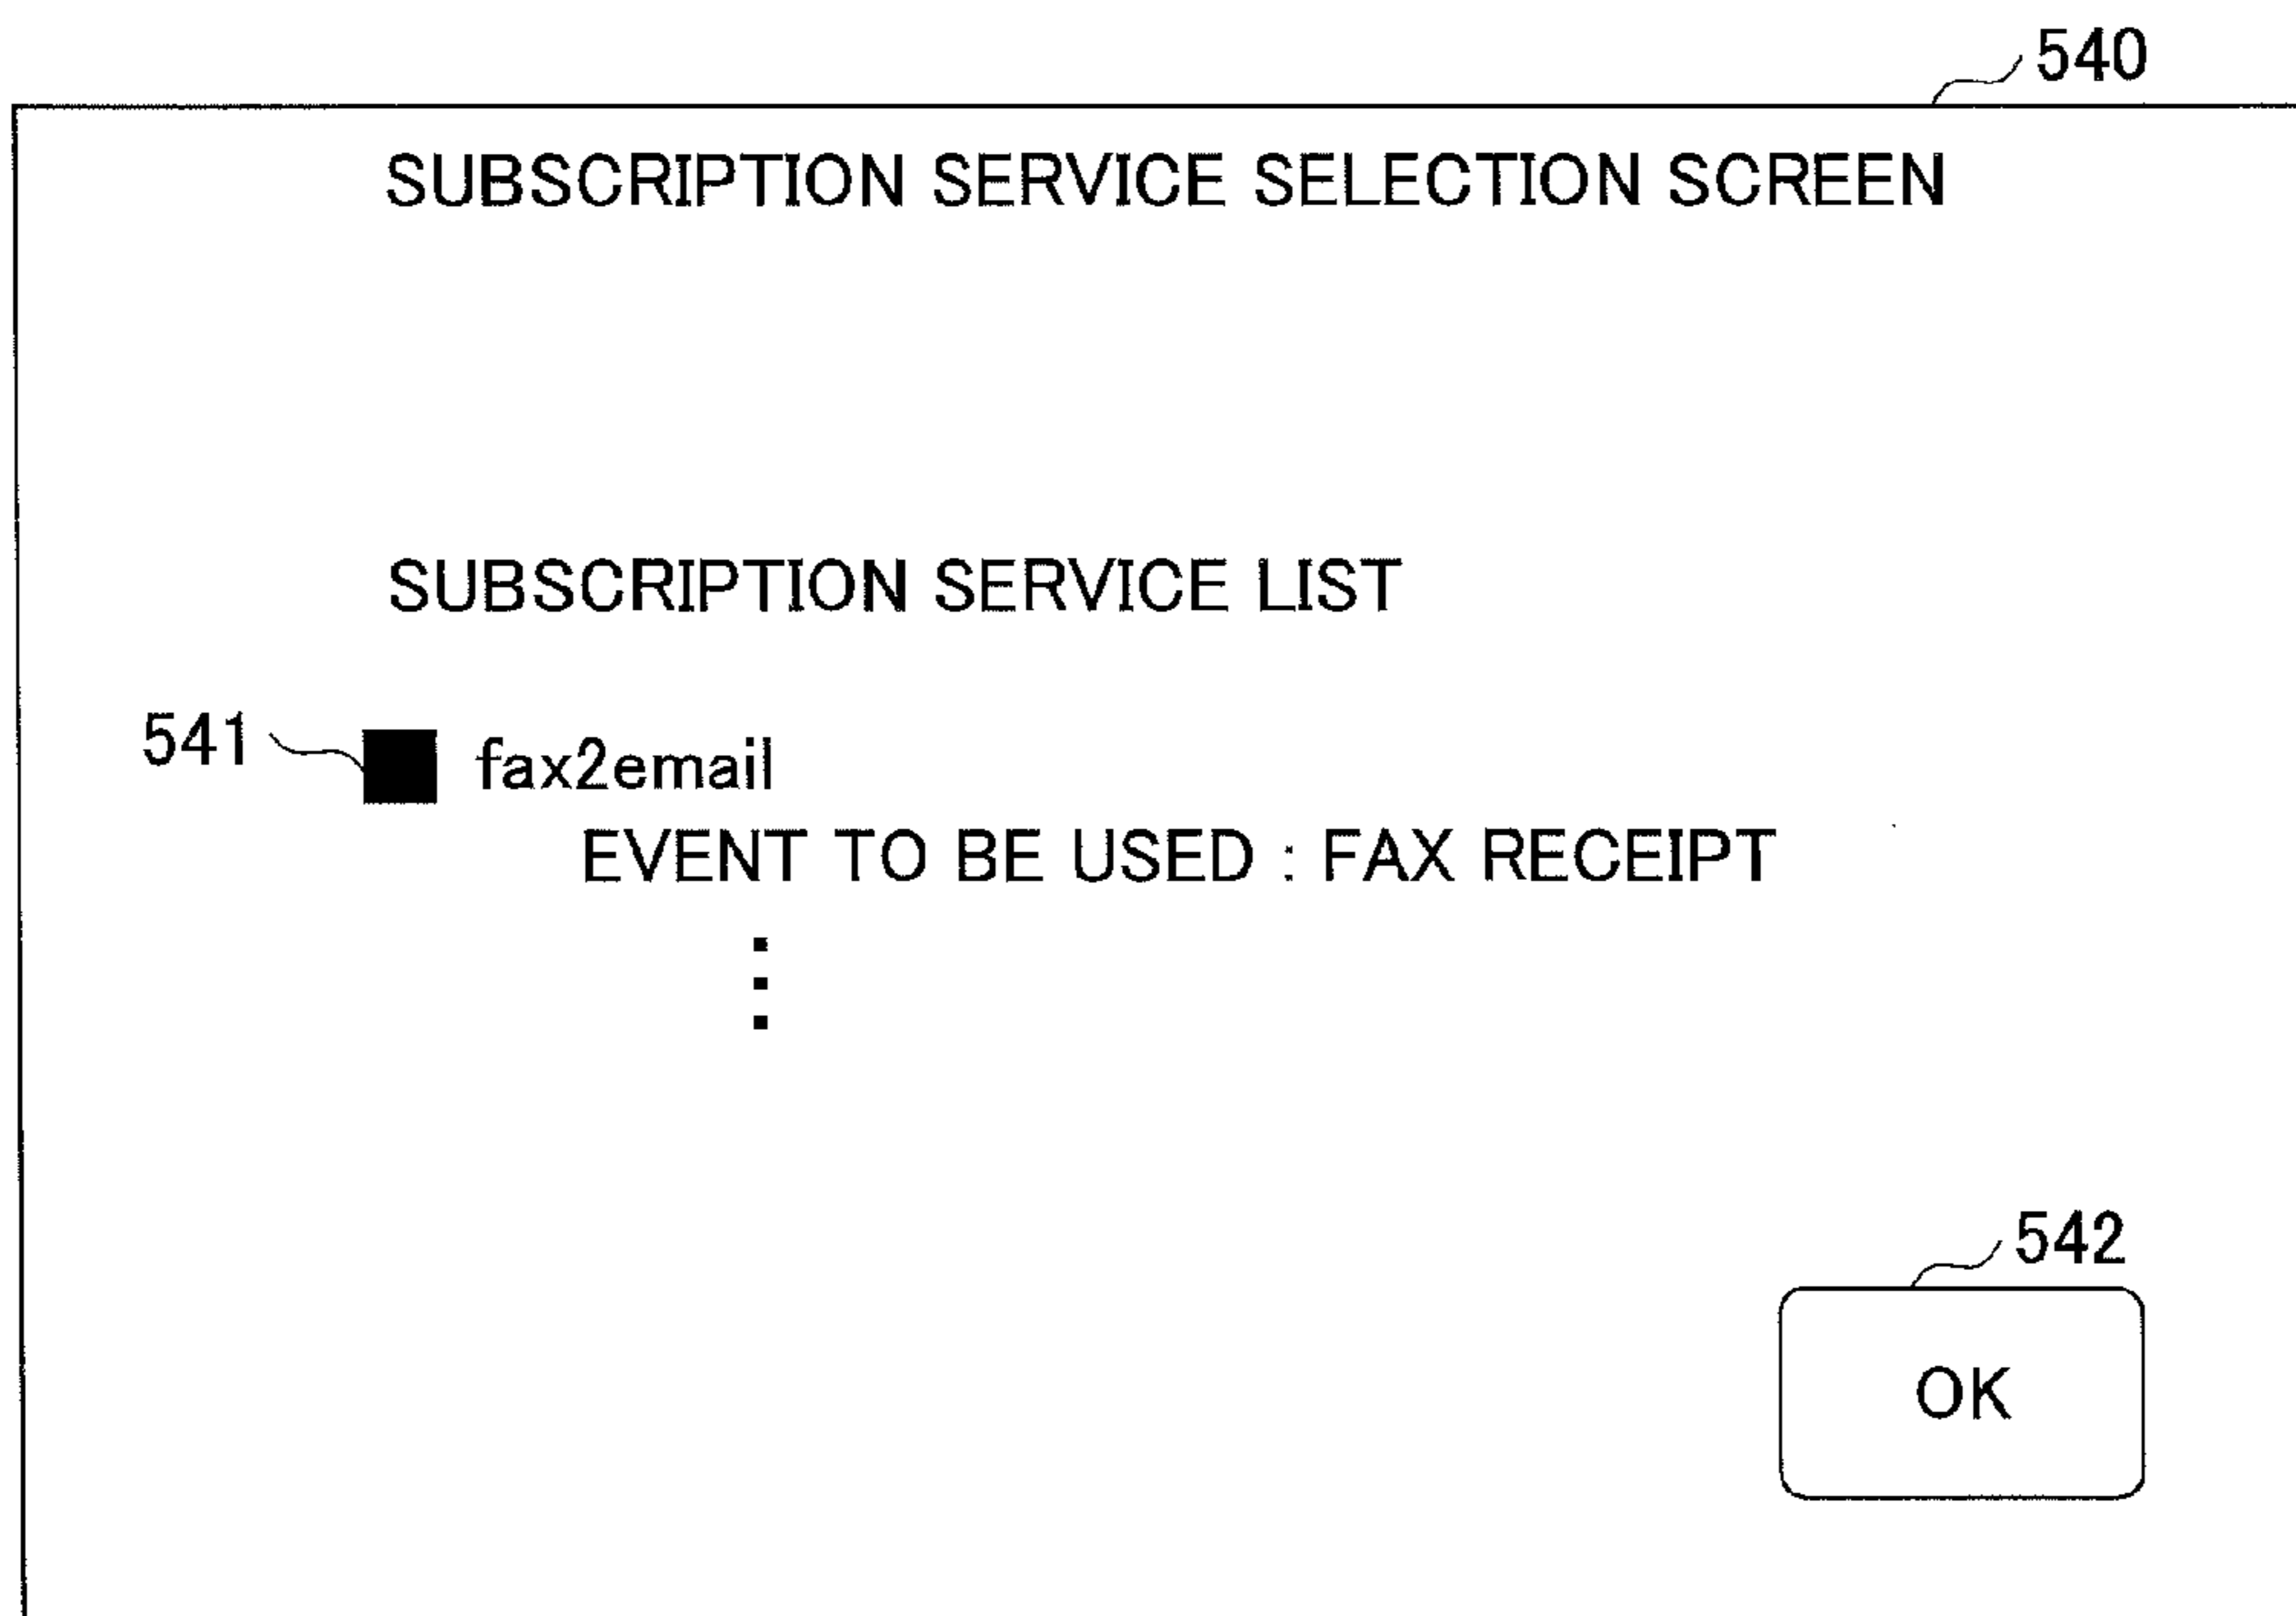 540
SUBSCRIPTION SERVICE SELECTION SCREEN
SUBSCRIPTION SERVICE LIST
541 fax2email
EVENT TO BE USED : FAX RECEIPT
542
OK